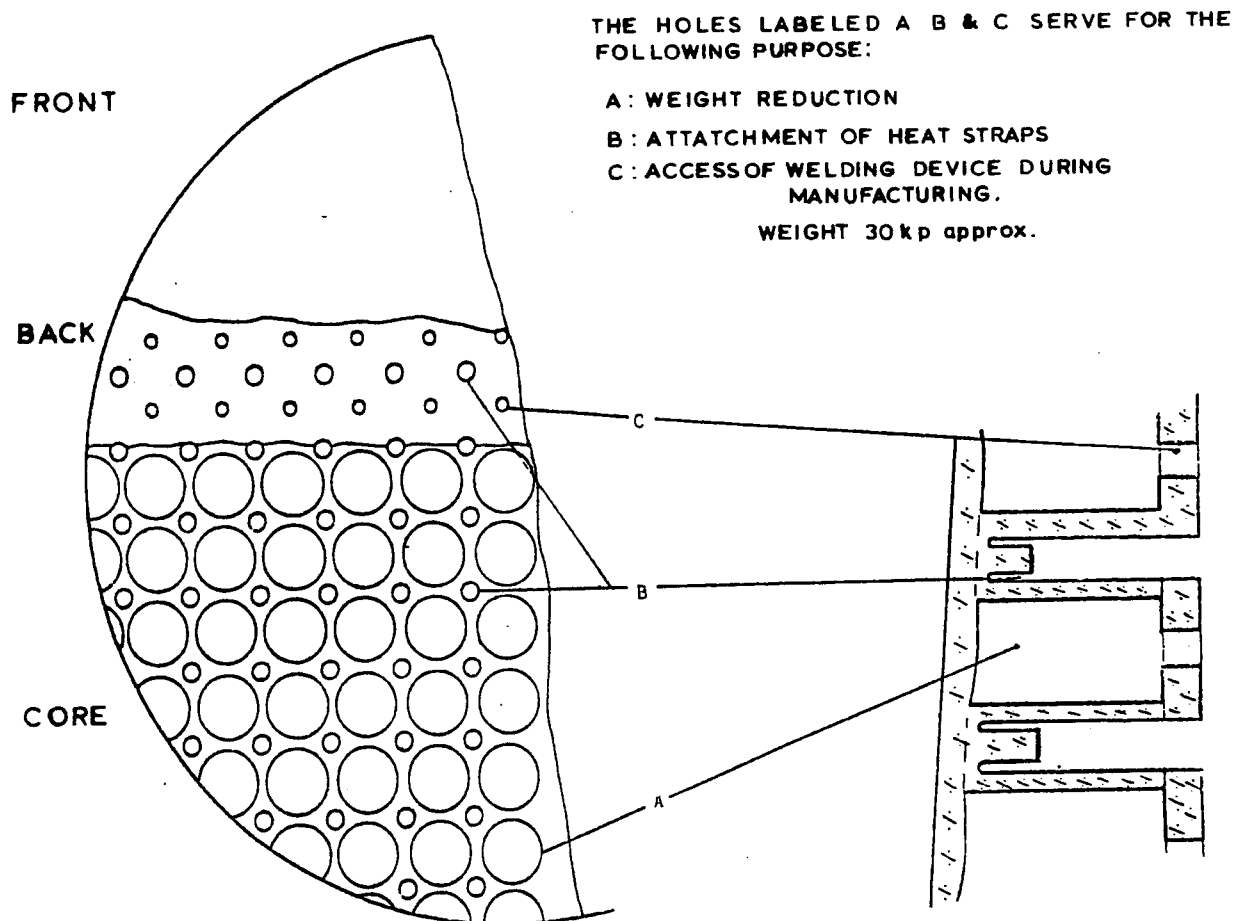 THE HOLES LABELED A B & C SERVE FOR THE
FOLLOWING PURPOSE:
A: WEIGHT REDUCTION
B: ATTATCHMENT OF HEAT STRAPS
C: ACCESS OF WELDING DEVICE DURING
MANUFACTURING.
WEIGHT 30 kp approx.
FRONT
BACK
CORE
C
B
A